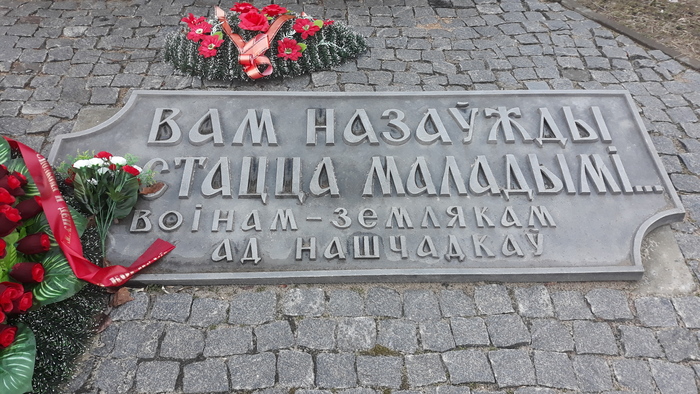 ВАМ НАЗАЎЖДЫ
СТАЦЦА МАЛАДЫМІ...
ВОІНАМ-ЗЕМЛЯКАМ
АД НАШЧАДКАЎ